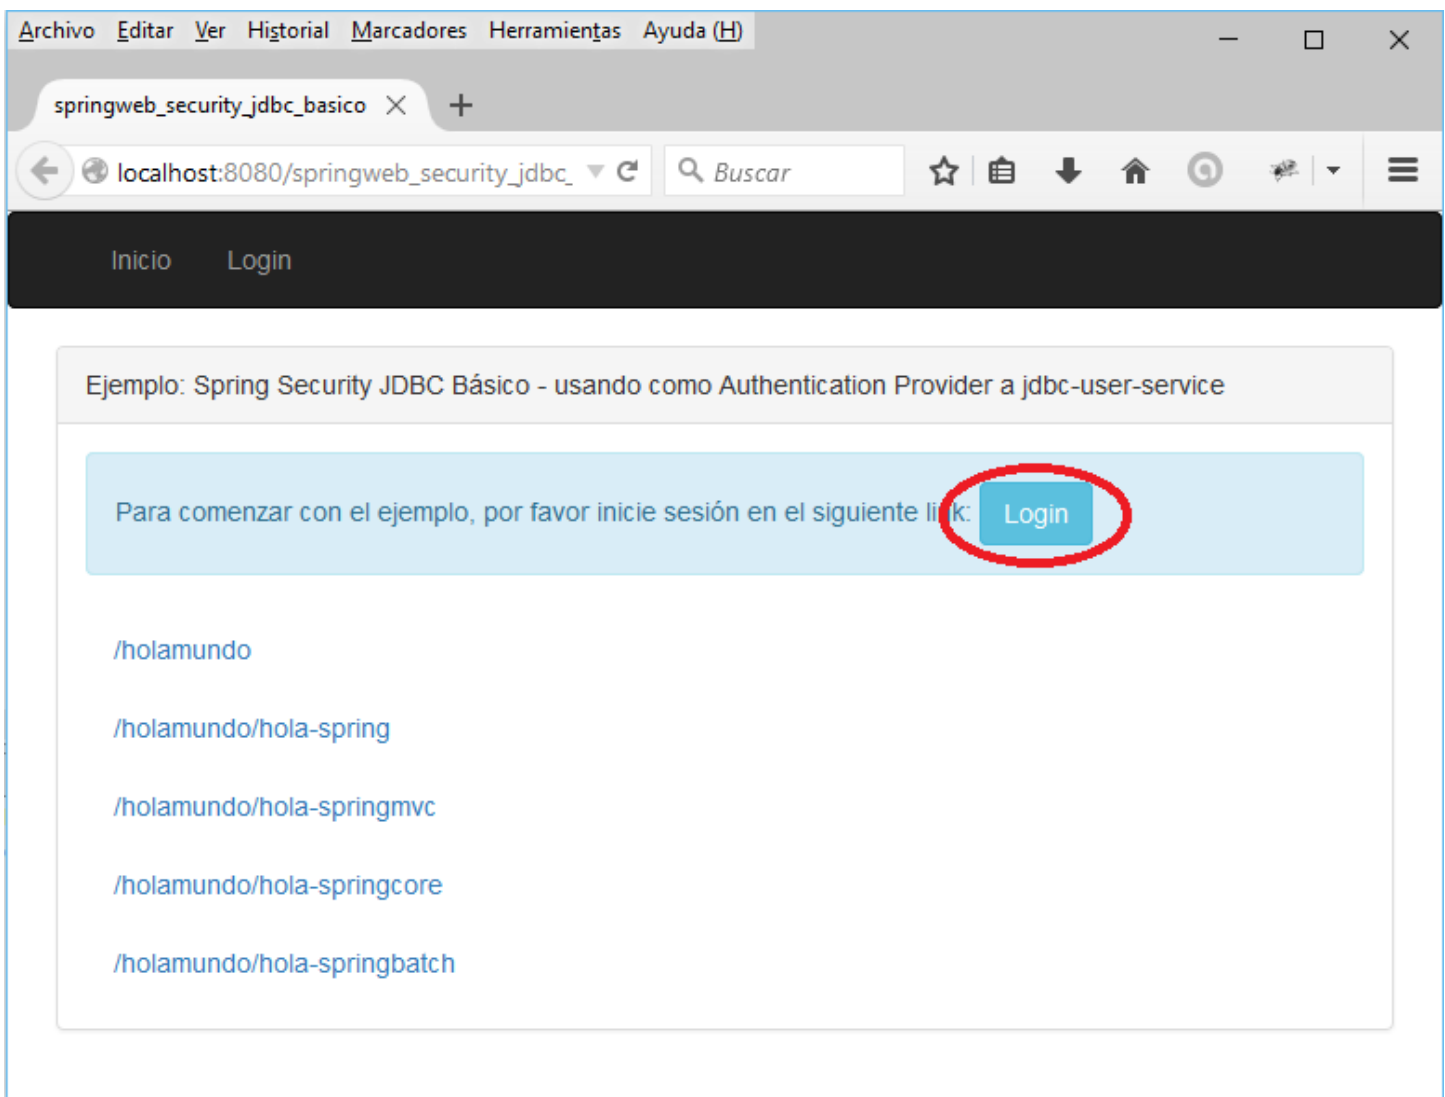 Archivo Editar Ver Historial Marcadores Herramientas Ayuda (H)
springweb_security_jdbc_basico
localhost:8080/springweb_security_jdbc_ Buscar
Inicio Login
Ejemplo: Spring Security JDBC Básico - usando como Authentication Provider a jdbc-user-service
Para comenzar con el ejemplo, por favor inicie sesión en el siguiente link: Login
/holamundo
/holamundo/hola-spring
/holamundo/hola-springmvc
/holamundo/hola-springcore
/holamundo/hola-springbatch